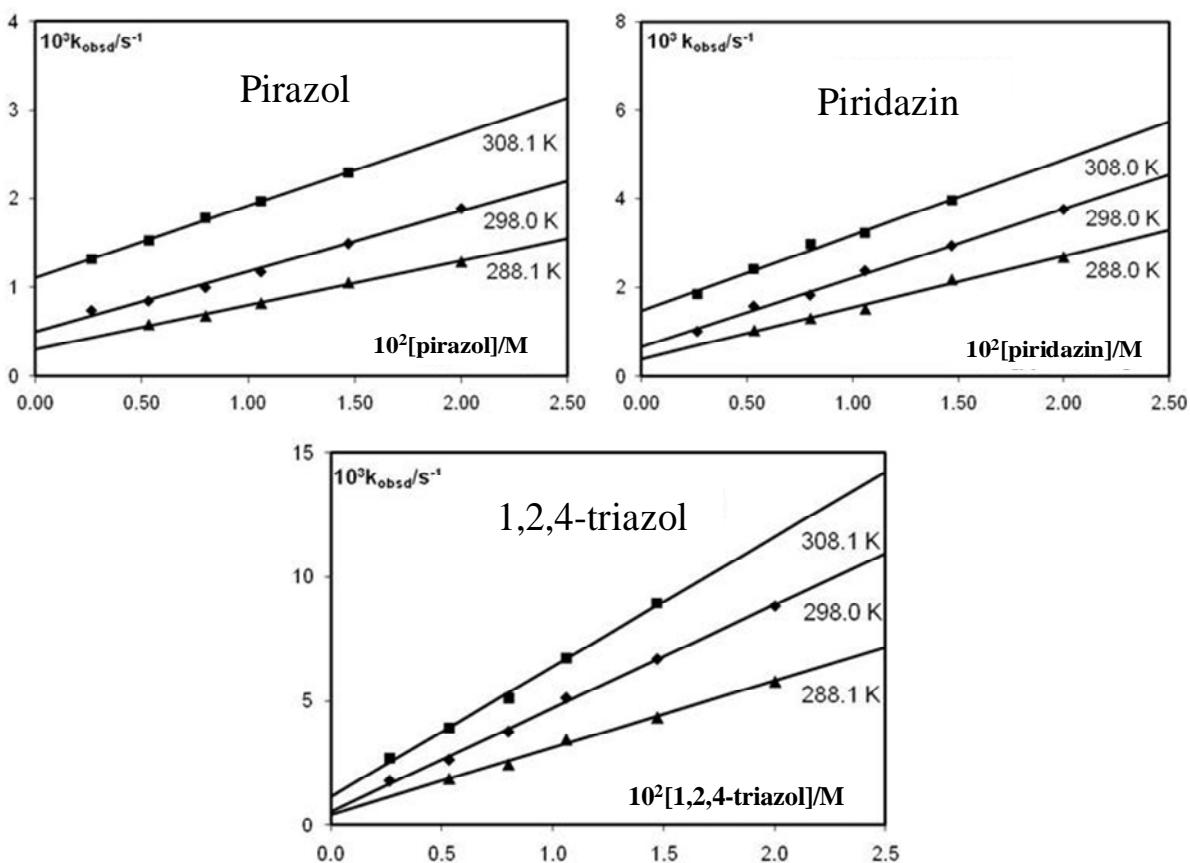 4
10³k_obsd/s⁻¹
Pirazol
3
308.1 K
2
298.0 K
288.1 K
1
10²[pirazol]/M
0
0.00 0.50 1.00 1.50 2.00 2.50
8
10³ k_obsd/s⁻¹
Piridazin
6
308.0 K
4
298.0 K
288.0 K
2
10²[piridazin]/M
0
0.00 0.50 1.00 1.50 2.00 2.50
15
10³k_obsd/s⁻¹
1,2,4-triazol
308.1 K
10
298.0 K
288.1 K
5
10²[1,2,4-triazol]/M
0
0.0 0.5 1.0 1.5 2.0 2.5